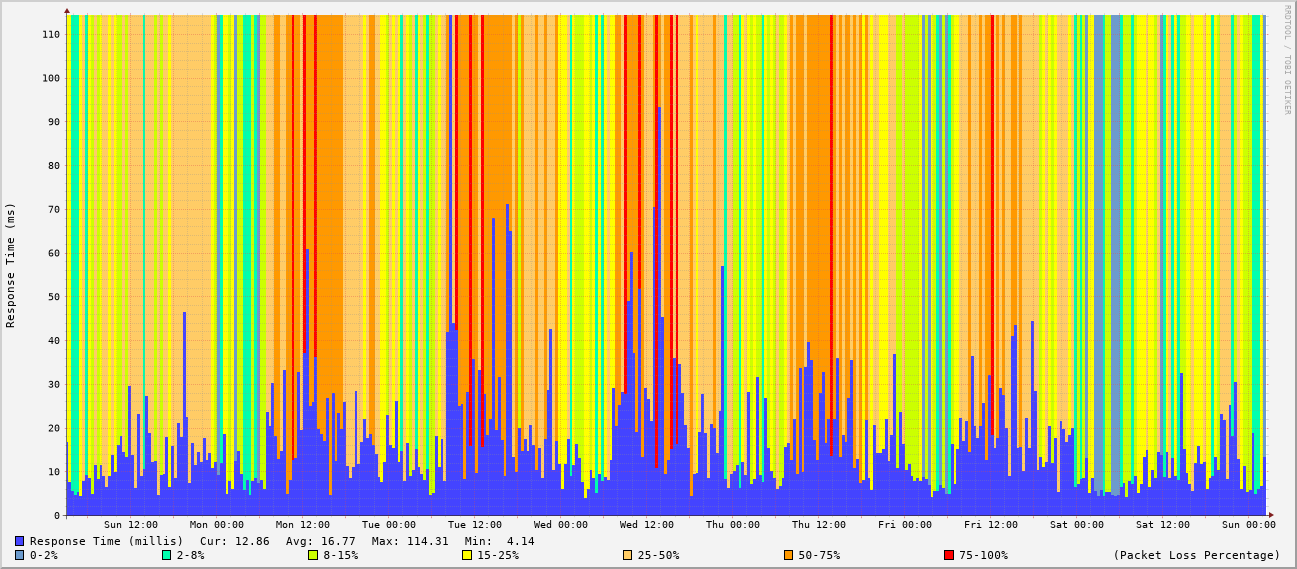 RRDTOOL / TOBI OETIKER
Response Time (ms)
110
100
90
80
70
60
50
40
30
20
10
0
Sun 12:00 Mon 00:00 Mon 12:00 Tue 00:00 Tue 12:00 Wed 00:00 Wed 12:00 Thu 00:00 Thu 12:00 Fri 00:00 Fri 12:00 Sat 00:00 Sat 12:00 Sun 00:00
Response Time (millis) Cur: 12.86 Avg: 16.77 Max: 114.31 Min: 4.14
0-2% 2-8% 8-15% 15-25% 25-50% 50-75% 75-100% (Packet Loss Percentage)